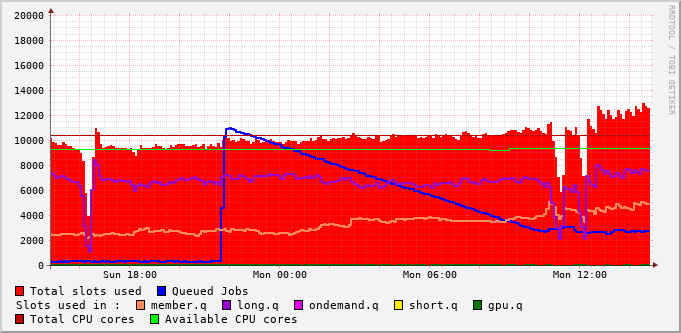 20000
18000
16000
14000
12000
10000
8000
6000
4000
2000
0
Sun 18:00 Mon 00:00 Mon 06:00 Mon 12:00
RRDTOOL / TOBI OETIKER
Total slots used Queued Jobs
Slots used in : member.q long.q ondemand.q short.q gpu.q
Total CPU cores Available CPU cores